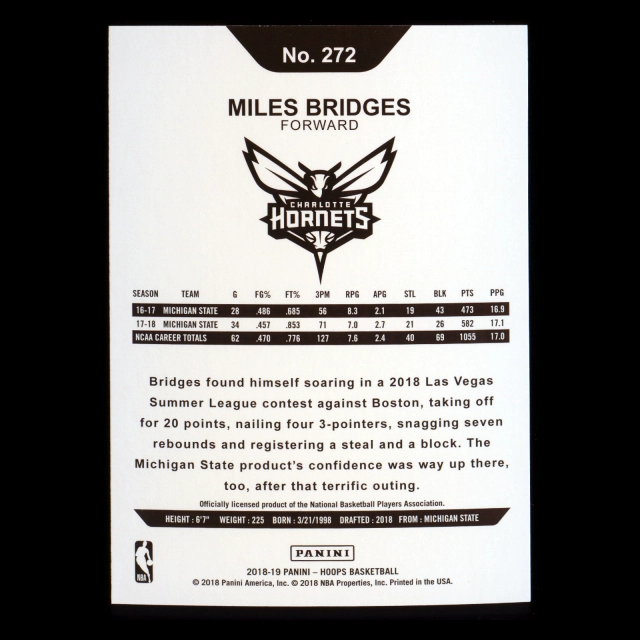 No. 272
MILES BRIDGES
FORWARD
CHARLOTTE
HORNETS
SEASON TEAM G FG% FT% 3PM RPG APG STL BLK PTS PPG
16-17 MICHIGAN STATE 28 .486 .685 56 8.3 2.1 19 43 473 16.9
17-18 MICHIGAN STATE 34 .457 .853 71 7.0 2.7 21 26 582 17.1
NCAA CAREER TOTALS 62 .470 .776 127 7.6 2.4 40 69 1055 17.0
Bridges found himself soaring in a 2018 Las Vegas
Summer League contest against Boston, taking off
for 20 points, nailing four 3-pointers, snagging seven
rebounds and registering a steal and a block. The
Michigan State product's confidence was way up there,
too, after that terrific outing.
Officially licensed product of the National Basketball Players Association.
HEIGHT : 6'7" WEIGHT : 225 BORN : 3/21/1998 DRAFTED : 2018 FROM : MICHIGAN STATE
PANINI
NBA
2018-19 PANINI – HOOPS BASKETBALL
© 2018 Panini America, Inc. © 2018 NBA Properties, Inc. Printed in the USA.